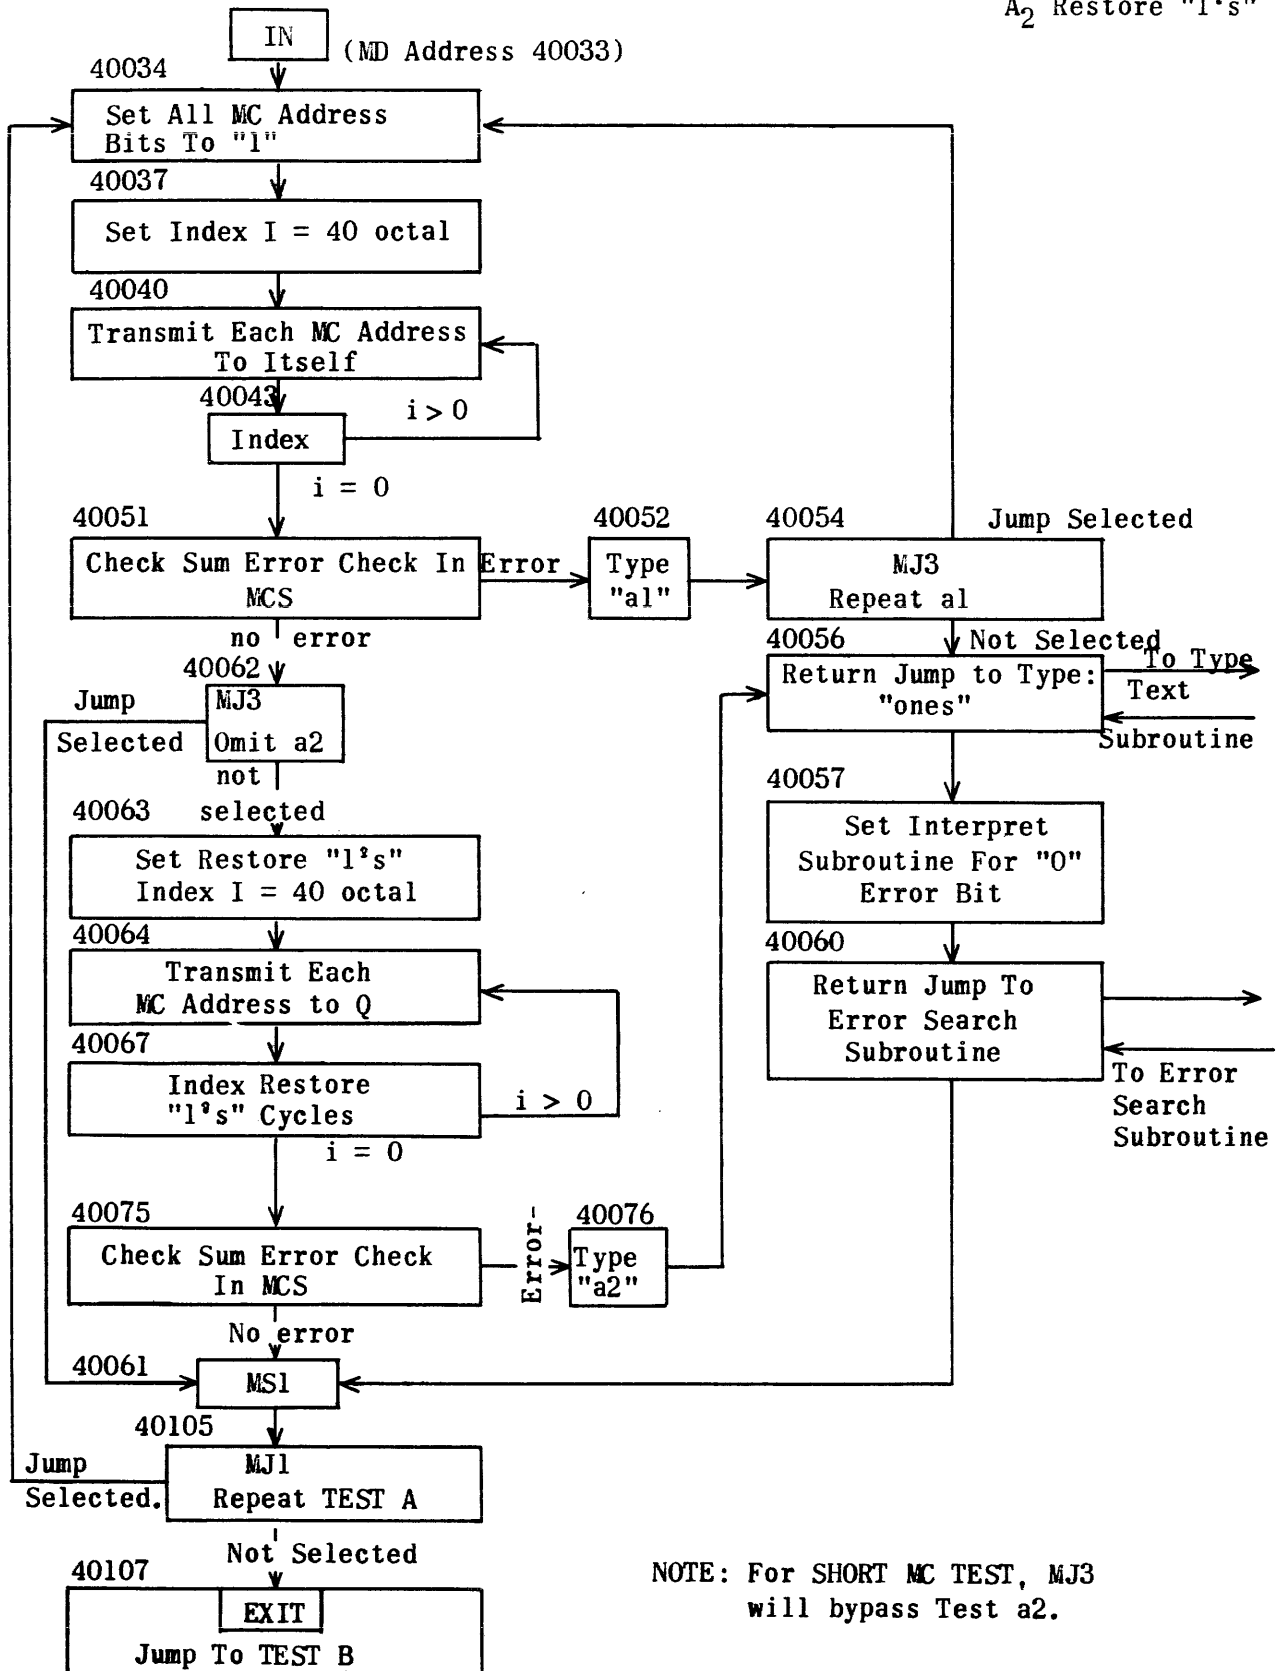 A2 Restore "1's"
IN
(MD Address 40033)
40034
Set All MC Address
Bits To "1"
40037
Set Index I = 40 octal
40040
Transmit Each MC Address
To Itself
40043
i > 0
Index
i = 0
40051
Check Sum Error Check In
MCS
Error
40052
Type
"a1"
40054
Jump Selected
MJ3
Repeat a1
no error
40062
Jump
Selected
MJ3
Omit a2
not
selected
40056
Not Selected
Return Jump to Type:
"ones"
To Type
Text
Subroutine
40057
Set Interpret
Subroutine For "0"
Error Bit
40060
Return Jump To
Error Search
Subroutine
To Error
Search
Subroutine
40063
Set Restore "1's"
Index I = 40 octal
40064
Transmit Each
MC Address to Q
40067
Index Restore
"1's" Cycles
i > 0
i = 0
40075
Check Sum Error Check
In MCS
Error-
40076
Type
"a2"
No error
40061
MS1
40105
Jump
Selected.
MJ1
Repeat TEST A
Not Selected
40107
EXIT
Jump To TEST B
NOTE: For SHORT MC TEST, MJ3
will bypass Test a2.